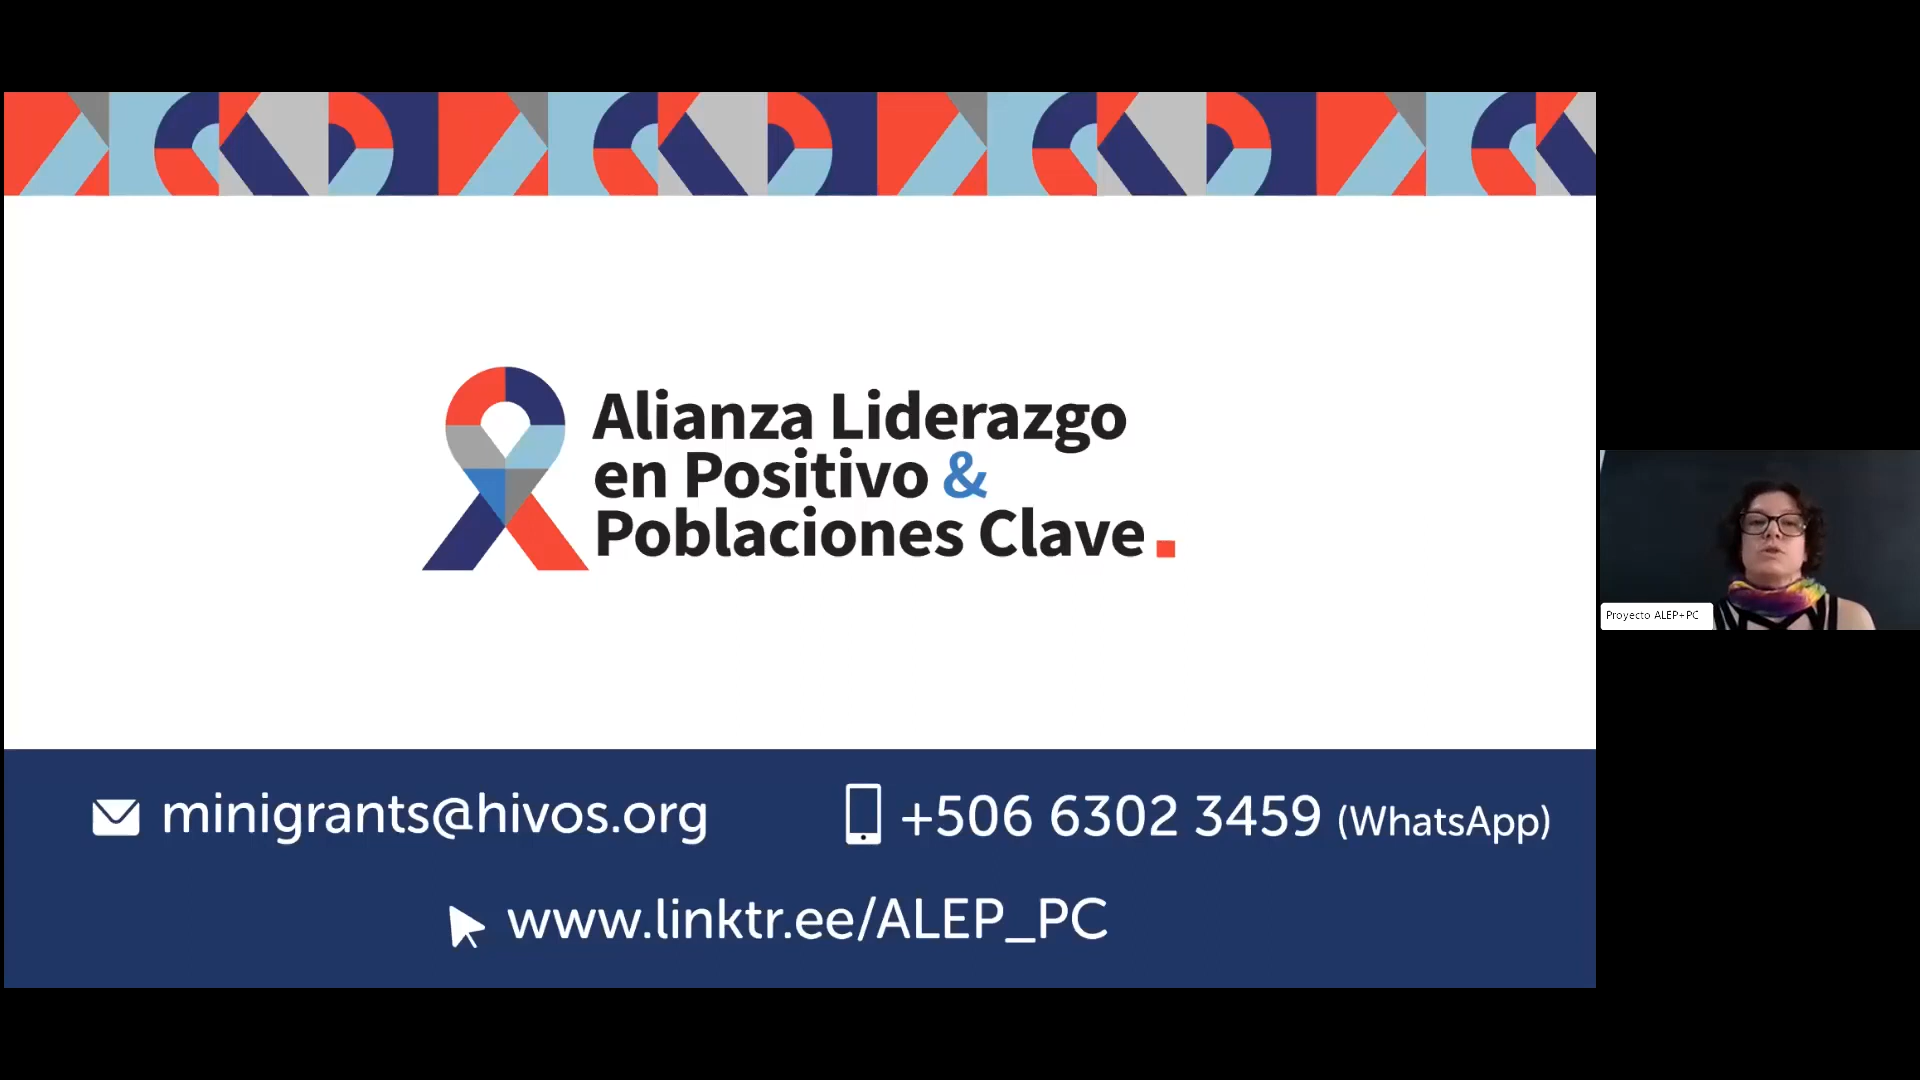 Alianza Liderazgo
en Positivo &
Poblaciones Clave.
Proyecto ALEP+PC
minigrants@hivos.org
+506 6302 3459 (WhatsApp)
www.linktr.ee/ALEP_PC